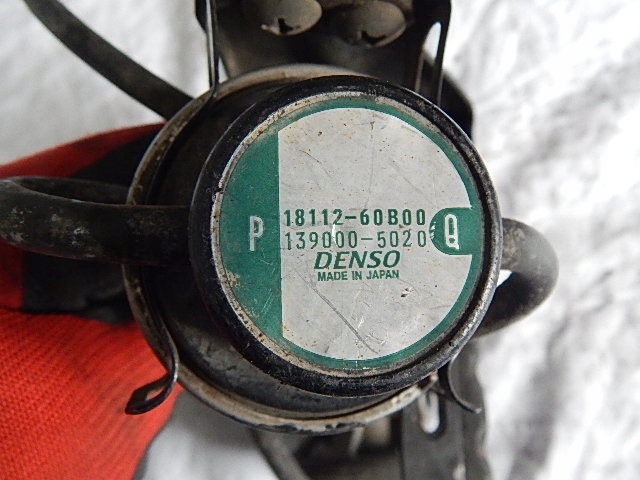 P
18112-60B00
139000-5020
Q
DENSO
MADE IN JAPAN